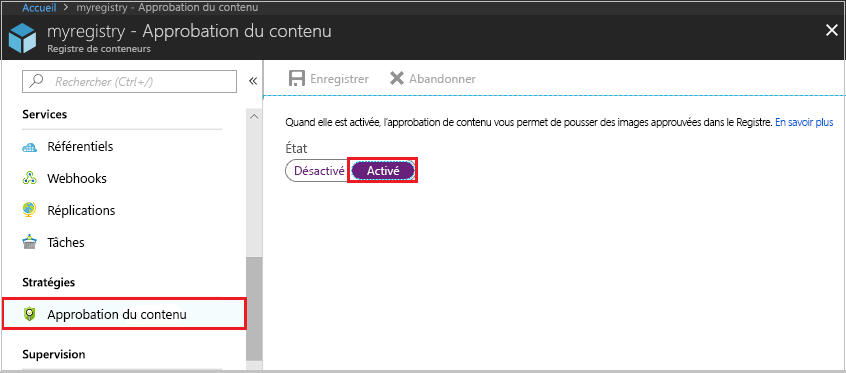 Accueil > myregistry - Approbation du contenu
myregistry - Approbation du contenu
Registre de conteneurs
Rechercher (Ctrl+/)
Services
Référentiels
Webhooks
Réplications
Tâches
Stratégies
Approbation du contenu
Supervision
Enregistrer
Abandonner
Quand elle est activée, l'approbation de contenu vous permet de pousser des images approuvées dans le Registre. En savoir plus
État
Désactivé
Activé